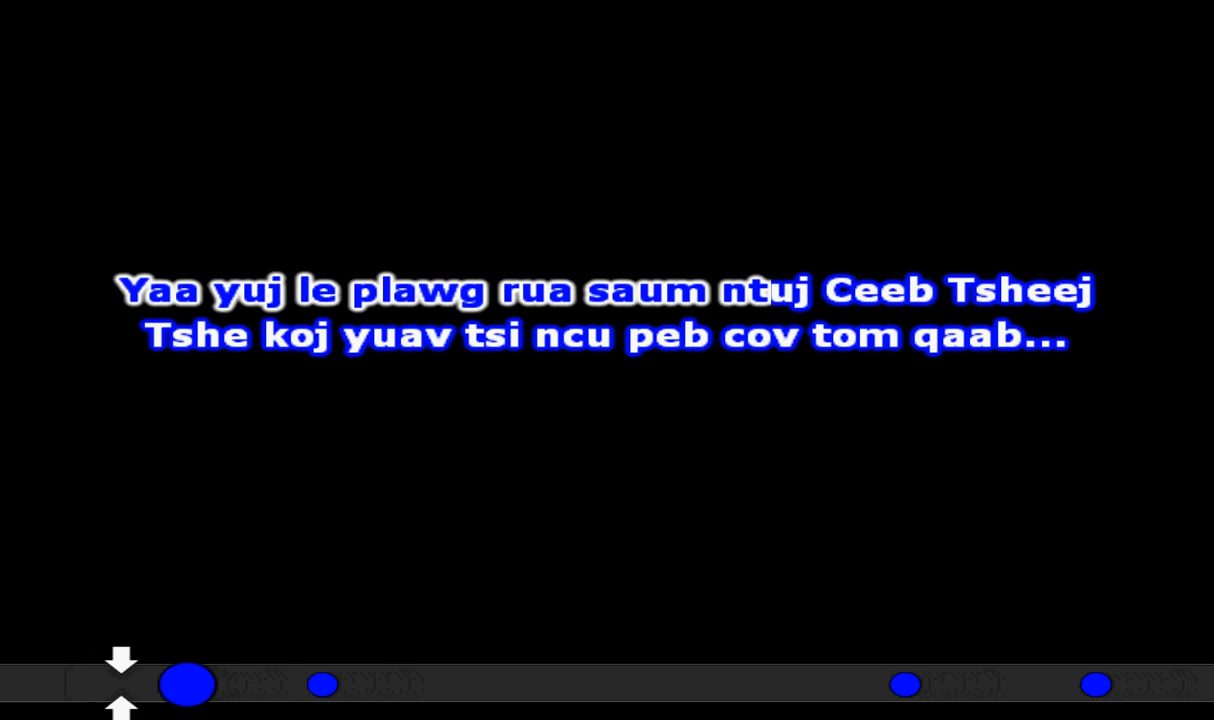 Yaa yuj le plawg rua saum ntuj Ceeb Tsheej
Tshe koj yuav tsi ncu peb cov tom qaab...